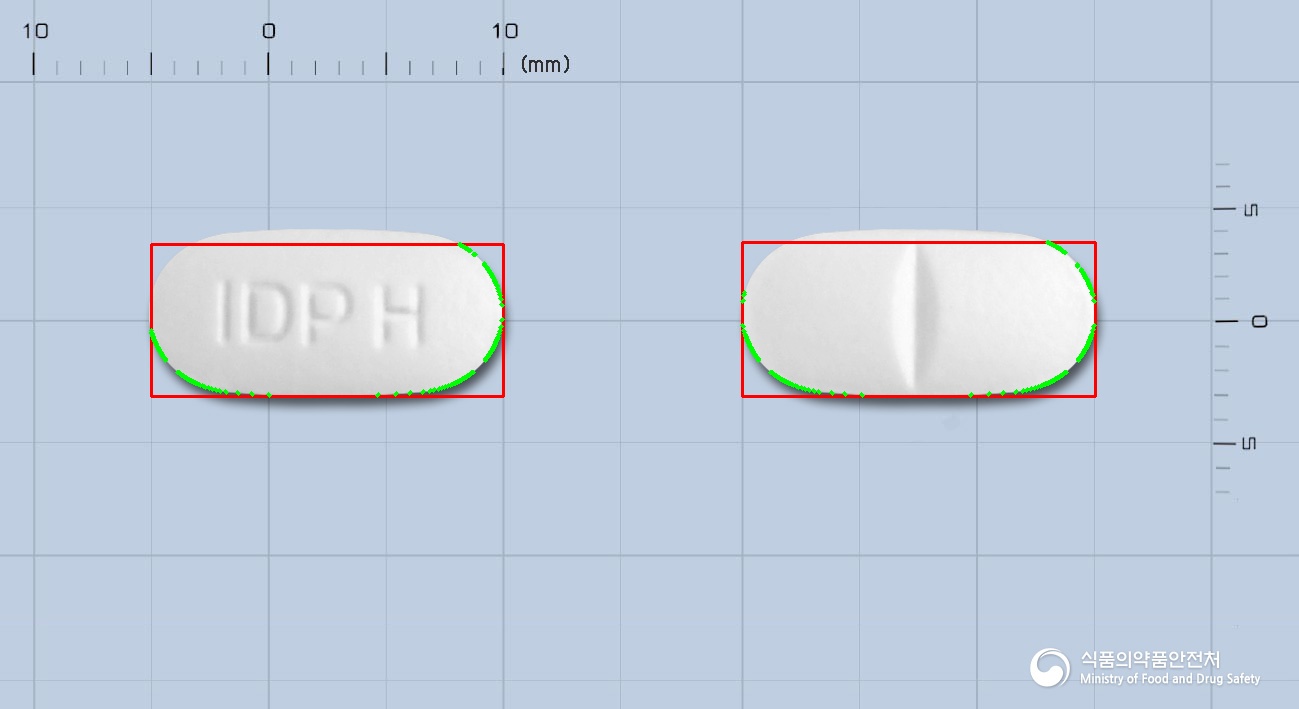 10 0 10
(mm)
5
IDP H
0
5
식품의약품안전처
Ministry of Food and Drug Safety